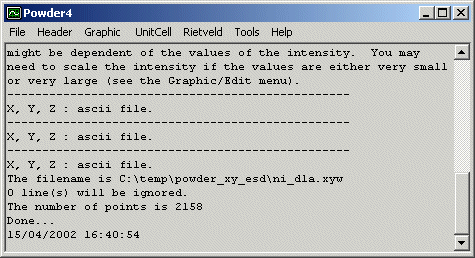 Powder4
File Header Graphic UnitCell Rietveld Tools Help
might be dependent of the values of the intensity. You may
need to scale the intensity if the values are either very small
or very large (see the Graphic/Edit menu).
-------------------------------------------------
X, Y, Z : ascii file.
-------------------------------------------------
X, Y, Z : ascii file.
-------------------------------------------------
X, Y, Z : ascii file.
The filename is C:\temp\powder_xy_esd\ni_dla.xyw
0 line(s) will be ignored.
The number of points is 2158
Done...
15/04/2002 16:40:54